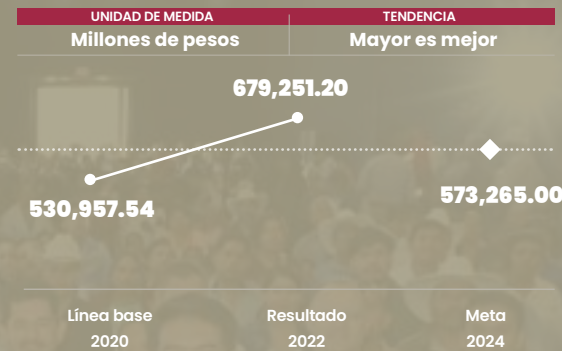 UNIDAD DE MEDIDA
TENDENCIA
Millones de pesos
Mayor es mejor
679,251.20
530,957.54
573,265.00
Línea base
Resultado
Meta
2020
2022
2024